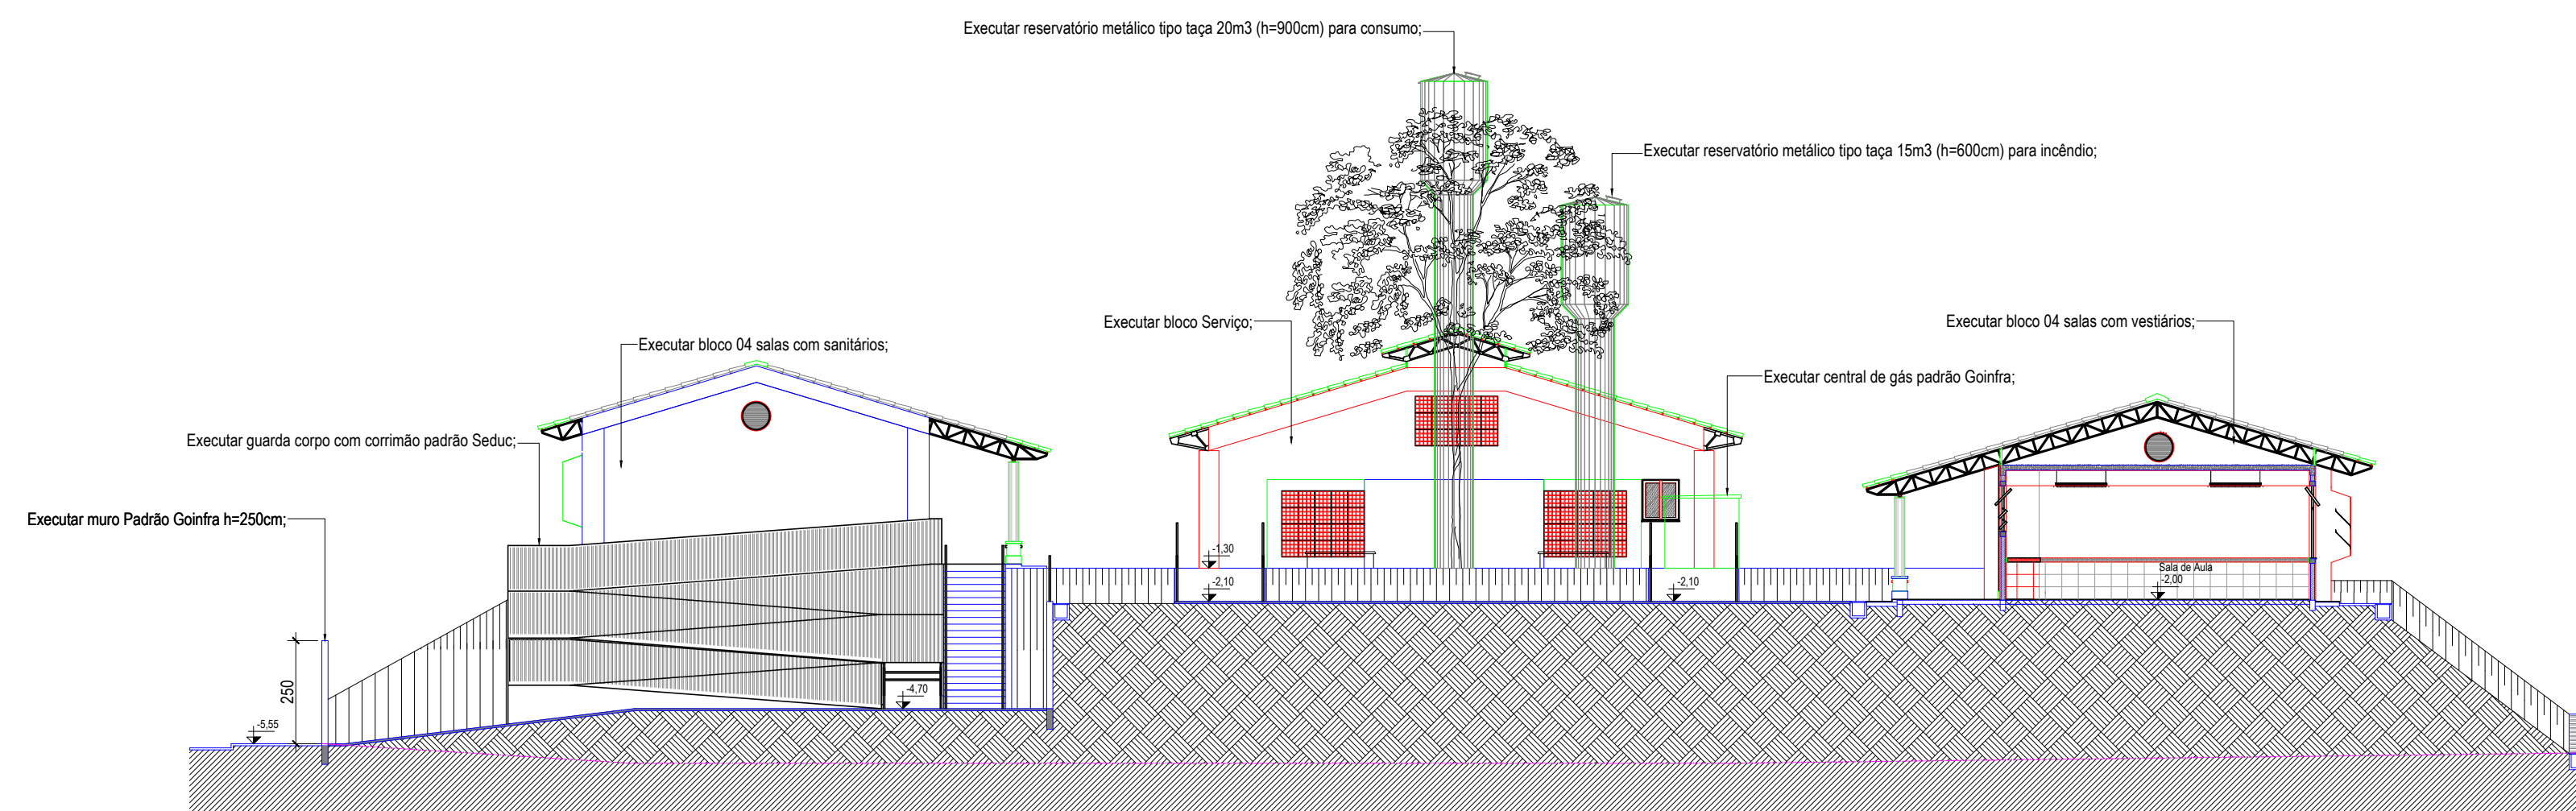 Executar reservatório metálico tipo taça 20m3 (h=900cm) para consumo;
Executar reservatório metálico tipo taça 15m3 (h=600cm) para incêndio;
Executar bloco Serviço;
Executar bloco 04 salas com vestiários;
Executar bloco 04 salas com sanitários;
Executar central de gás padrão Goinfra;
Executar guarda corpo com corrimão padrão Seduc;
Executar muro Padrão Goinfra h=250cm;
-1,30
-2,10
-2,10
Sala de Aula
-2,00
250
-4,70
-5,55